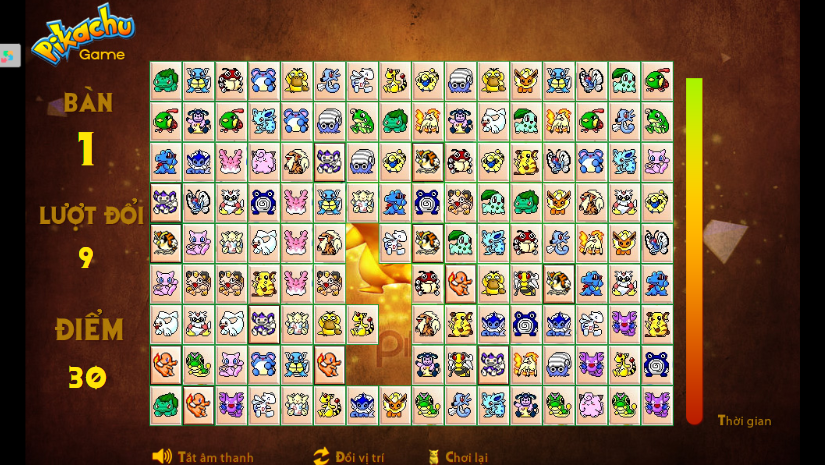 Pikachu
Game
BÀN
1
LƯỢT ĐỔI
9
ĐIỂM
30
Thời gian
Tắt âm thanh
Đổi vị trí
Chơi lại